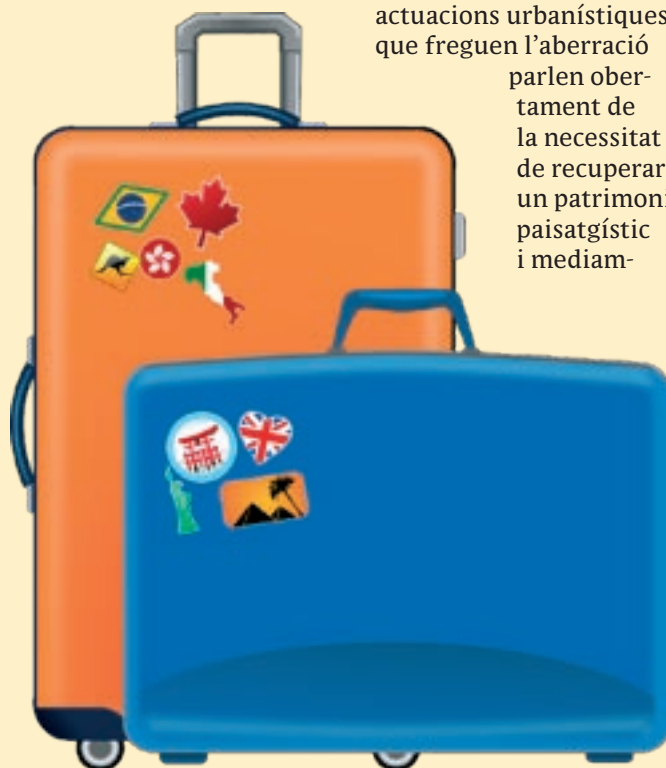 actuacions urbanístiques
que freguen l’aberració
parlen ober-
tament de
la necessitat
de recuperar
un patrimoni
paisatgístic
i mediam-